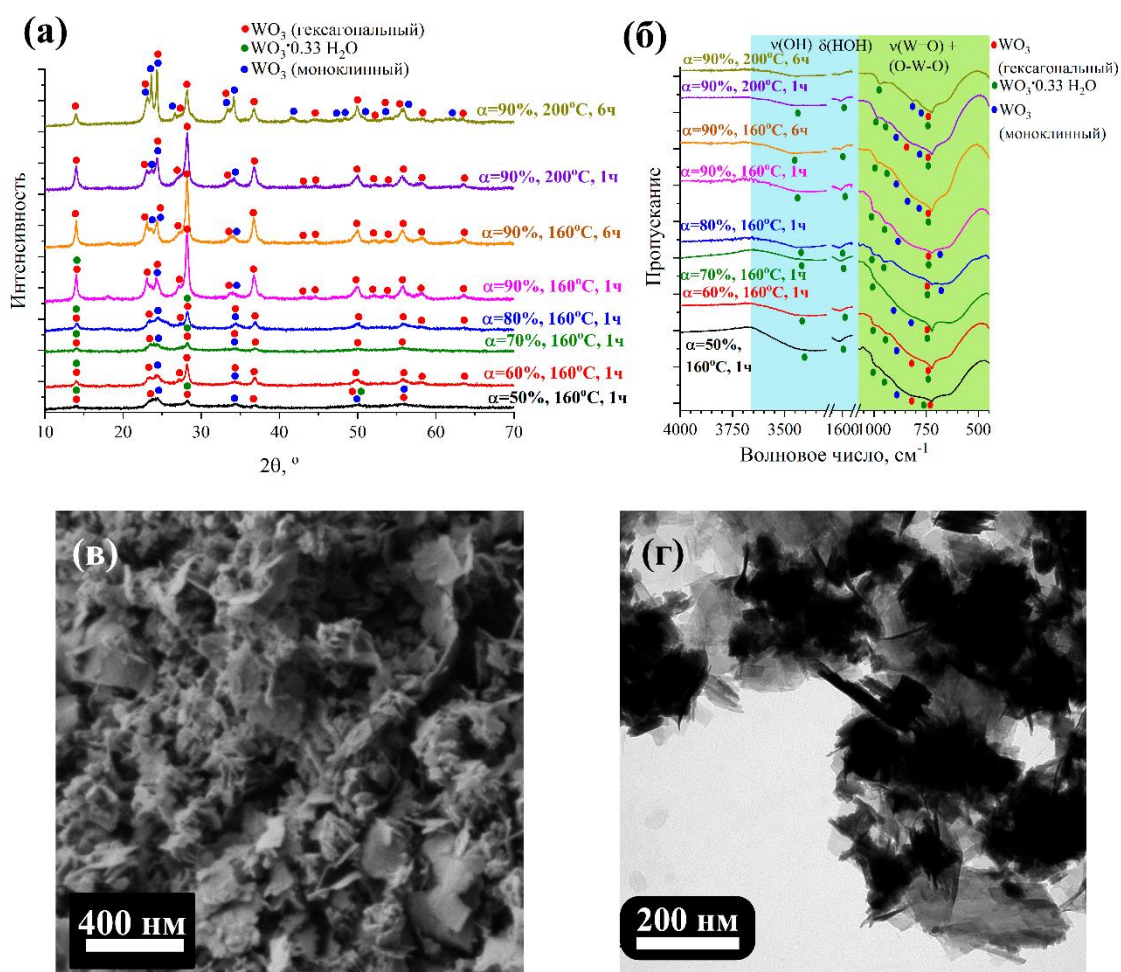 (а)
WO₃ (гексагональный)
WO₃·0.33 H₂O
WO₃ (моноклинный)
α=90%, 200°C, 6ч
α=90%, 200°C, 1ч
α=90%, 160°C, 6ч
α=90%, 160°C, 1ч
α=80%, 160°C, 1ч
α=70%, 160°C, 1ч
α=60%, 160°C, 1ч
α=50%, 160°C, 1ч
Интенсивность
10 20 30 40 50 60 70
2θ, °
(б)
ν(OH) δ(HOH) ν(W–O) +
(O-W-O)
WO₃
(гексагональный)
WO₃·0.33 H₂O
WO₃
(моноклинный)
α=90%, 200°C, 6ч
α=90%, 200°C, 1ч
α=90%, 160°C, 6ч
α=90%, 160°C, 1ч
α=80%, 160°C, 1ч
α=70%, 160°C, 1ч
α=60%, 160°C, 1ч
α=50%,
160°C, 1ч
Пропускание
4000 3750 3500 1600 1000 750 500
Волновое число, см⁻¹
(в)
400 нм
(г)
200 нм